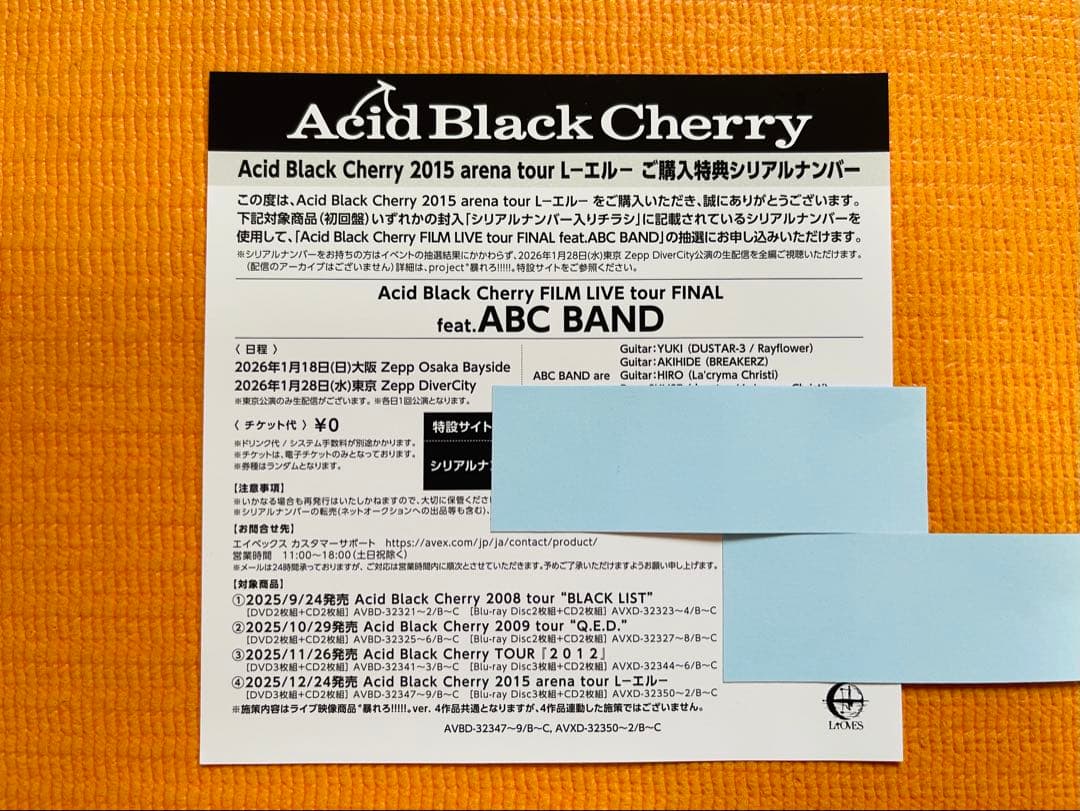 Acid Black Cherry
Acid Black Cherry 2015 arena tour L−エル− ご購入特典シリアルナンバー
この度は、Acid Black Cherry 2015 arena tour L−エル− をご購入いただき、誠にありがとうございます。
下記対象商品(初回盤)いずれかの封入「シリアルナンバー入りチラシ」に記載されているシリアルナンバーを
使用して、「Acid Black Cherry FILM LIVE tour FINAL feat.ABC BAND」の抽選にお申し込みいただけます。
※シリアルナンバーをお持ちの方はイベントの抽選結果にかかわらず、2026年1月28日(水)東京 Zepp DiverCity公演の生配信を全編ご視聴いただけます。
(配信のアーカイブはございません)詳細は、project『暴れろ!!!!!』特設サイトをご参照ください。
Acid Black Cherry FILM LIVE tour FINAL
feat.ABC BAND
〈 日程 〉
2026年1月18日(日)大阪 Zepp Osaka Bayside
2026年1月28日(水)東京 Zepp DiverCity
※東京公演のみ生配信がございます。※各日1回公演となります。
ABC BAND are
Guitar:YUKI (DUSTAR-3 / Rayflower)
Guitar:AKIHIDE (BREAKERZ)
Guitar:HIRO (La'cryma Christi)
〈 チケット代 〉¥0
※ドリンク代 / システム手数料が別途かかります。
※チケットは、電子チケットのみとなっております。
※券種はランダムとなります。
特設サイト
シリアルナン
【注意事項】
※いかなる場合も再発行はいたしかねますので、大切に保管くださ
※シリアルナンバーの転売(ネットオークションへの出品等も含む)、
【お問合せ先】
エイベックス カスタマーサポート https://avex.com/jp/ja/contact/product/
営業時間 11:00〜18:00(土日祝除く)
※メールは24時間承っておりますが、ご対応は営業時間内に順次とさせていただきます。予めご了承いただけますようお願い申し上げます。
【対象商品】
①2025/9/24発売 Acid Black Cherry 2008 tour "BLACK LIST"
[DVD2枚組+CD2枚組] AVBD-32321〜2/B〜C [Blu-ray Disc2枚組+CD2枚組] AVXD-32323〜4/B〜C
②2025/10/29発売 Acid Black Cherry 2009 tour "Q.E.D."
[DVD2枚組+CD2枚組] AVBD-32325〜6/B〜C [Blu-ray Disc2枚組+CD2枚組] AVXD-32327〜8/B〜C
③2025/11/26発売 Acid Black Cherry TOUR『2012』
[DVD3枚組+CD2枚組] AVBD-32341〜3/B〜C [Blu-ray Disc3枚組+CD2枚組] AVXD-32344〜6/B〜C
④2025/12/24発売 Acid Black Cherry 2015 arena tour L−エル−
[DVD3枚組+CD2枚組] AVBD-32347〜9/B〜C [Blu-ray Disc3枚組+CD2枚組] AVXD-32350〜2/B〜C
※施策内容はライブ映像商品"暴れろ!!!!!"ver. 4作品共通となりますが、4作品連動した施策ではございません。
AVBD-32347〜9/B〜C, AVXD-32350〜2/B〜C